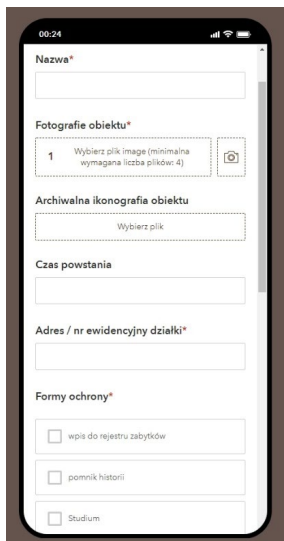 00:24
Nazwa*
Fotografie obiektu*
1
Wybierz plik image (minimalna
wymagana liczba plików: 4)
Archiwalna ikonografia obiektu
Wybierz plik
Czas powstania
Adres / nr ewidencyjny działki*
Formy ochrony*
wpis do rejestru zabytków
pomnik historii
Studium